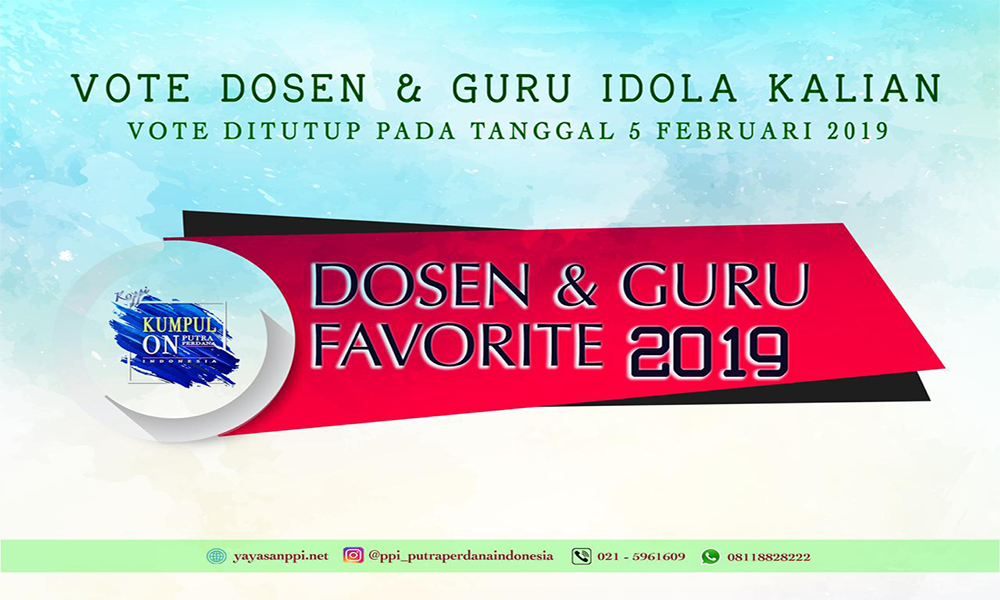 VOTE DOSEN & GURU IDOLA KALIAN
VOTE DITUTUP PADA TANGGAL 5 FEBRUARI 2019
DOSEN & GURU
FAVORITE 2019
Koppi
KUMPUL
ON PUTRA PERDANA
INDONESIA
yayasanppi.net @ppi_putraperdanaindonesia 021 - 5961609 08118828222